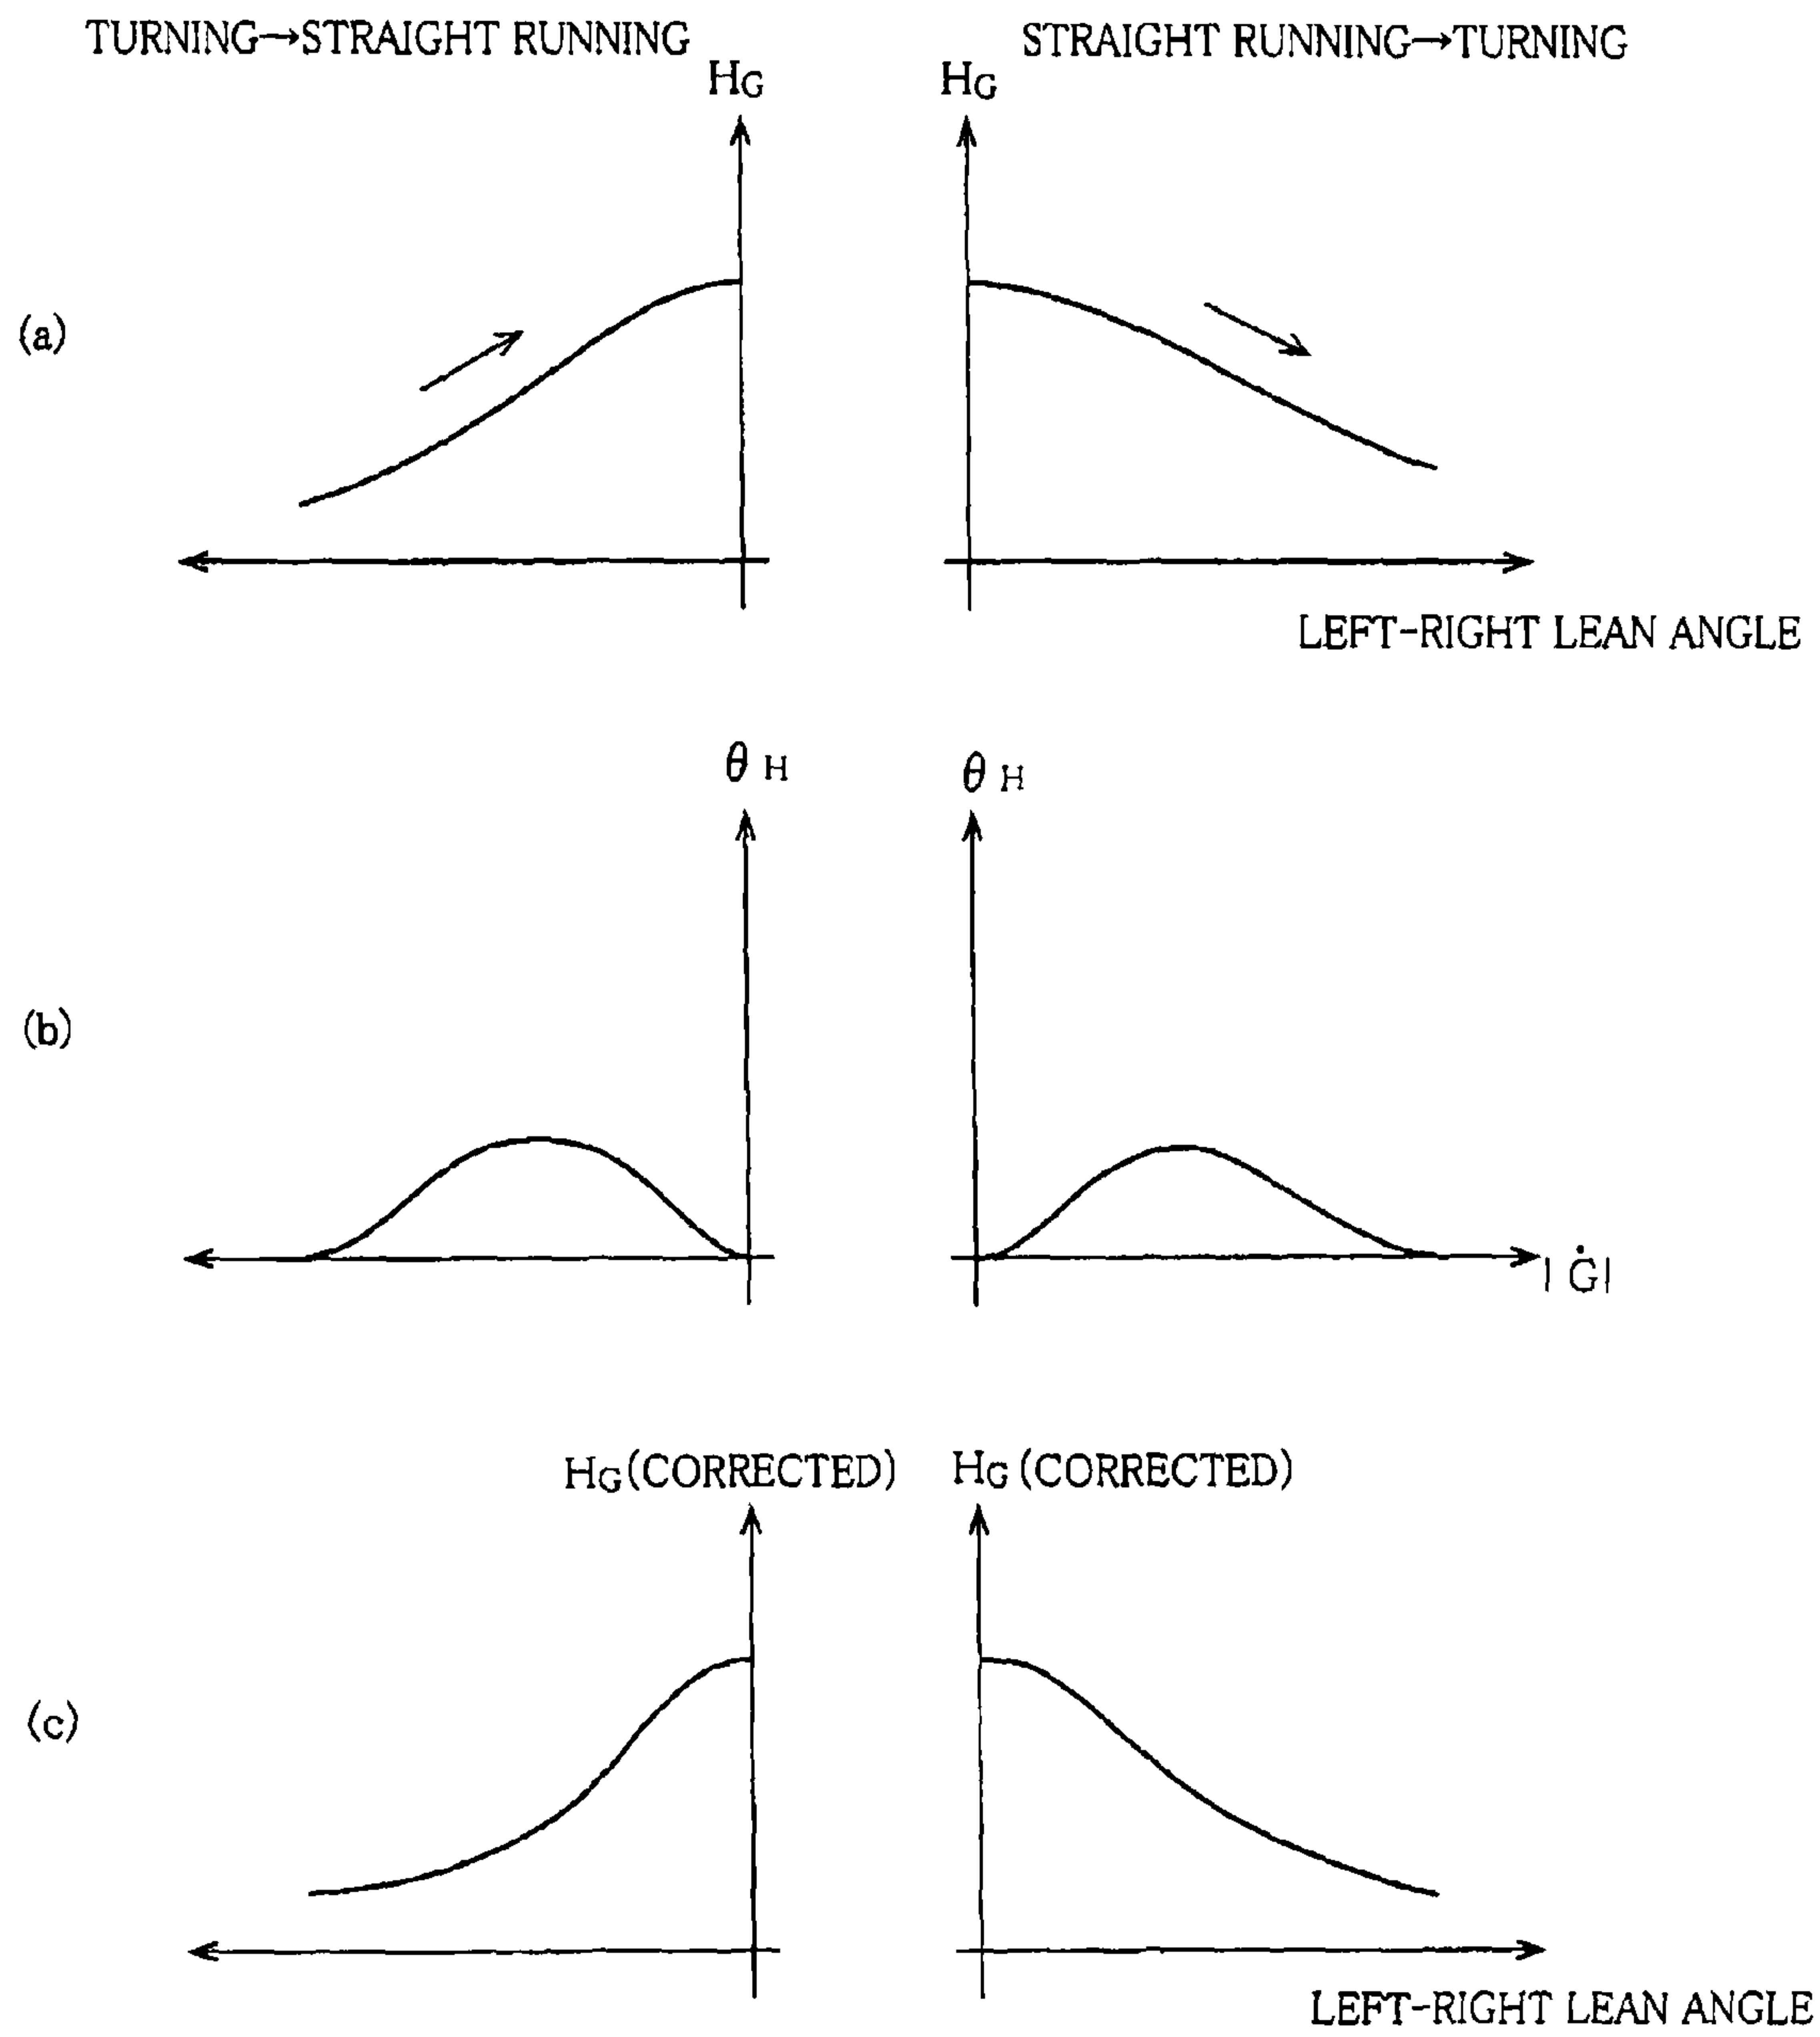 TURNING→STRAIGHT RUNNING
STRAIGHT RUNNING→TURNING
HG
HG
(a)
LEFT-RIGHT LEAN ANGLE
θH
θH
(b)
|Ġ|
HG(CORRECTED)
HG(CORRECTED)
(c)
LEFT-RIGHT LEAN ANGLE